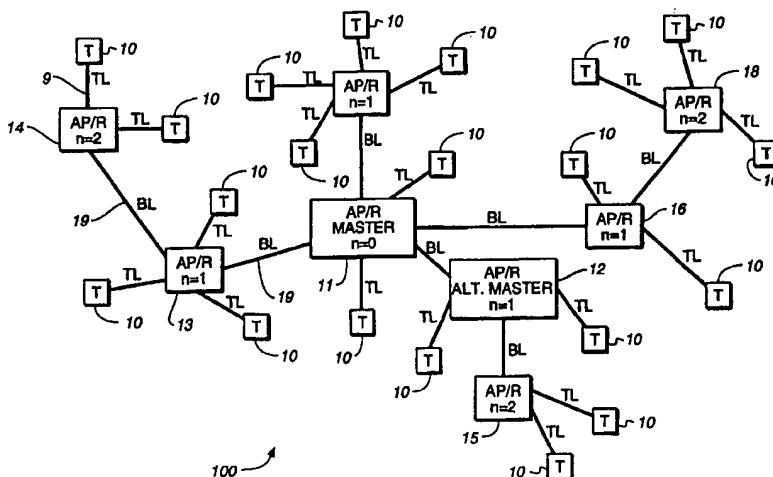 10
T
9
TL
14
AP/R
n=2
TL
T
10
10
T
TL
10
T
TL
10
T
TL
AP/R
n=1
TL
T
10
BL
10
T
TL
10
T
TL
18
AP/R
n=2
TL
T
10
BL
10
T
TL
AP/R
n=1
16
TL
T
10
BL
19
BL
10
T
TL
TL
T
10
AP/R
n=1
13
TL
T
10
BL
19
10
T
TL
AP/R
MASTER
n=0
11
TL
T
10
BL
AP/R
ALT. MASTER
n=1
12
TL
T
10
TL
T
10
BL
AP/R
n=2
15
TL
T
10
TL
T
10
100